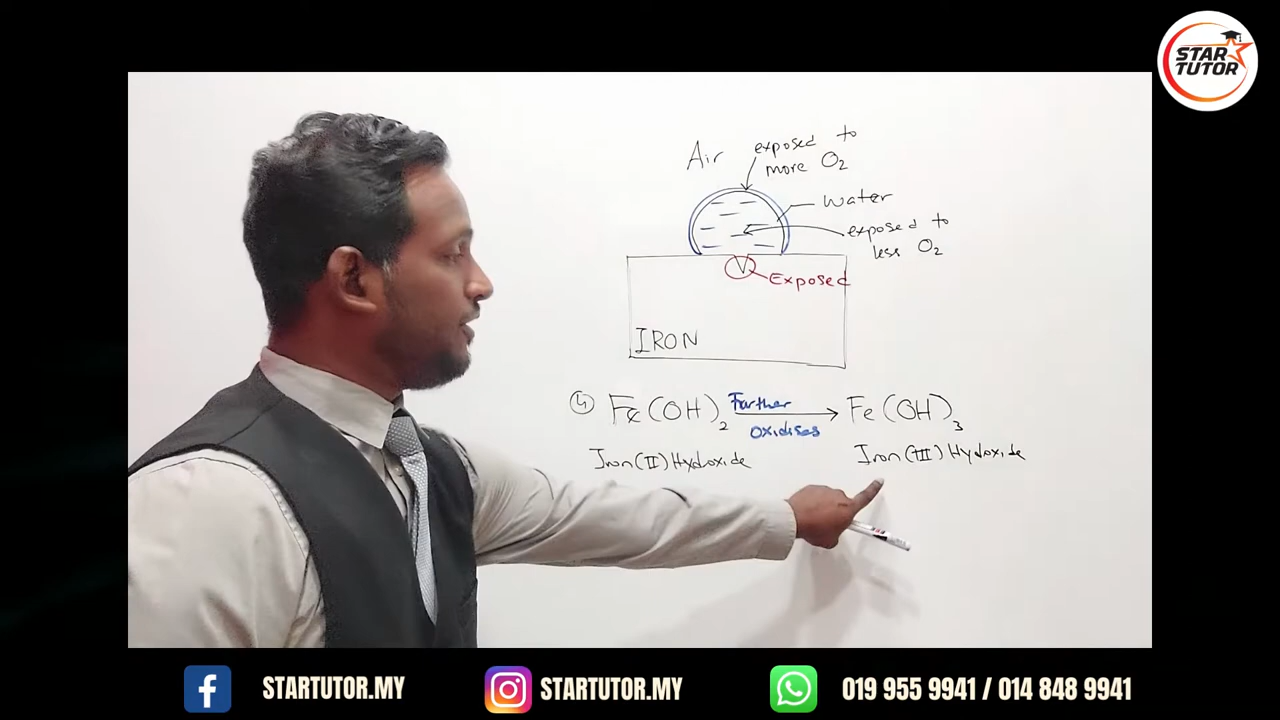 STAR
TUTOR
Air
exposed to
more O2
water
exposed to
less O2
Exposed
IRON
4 Fe(OH)2 Further oxidises → Fe(OH)3
Iron(II) Hydroxide
Iron(III) Hydroxide
STARTUTOR.MY
STARTUTOR.MY
019 955 9941 / 014 848 9941